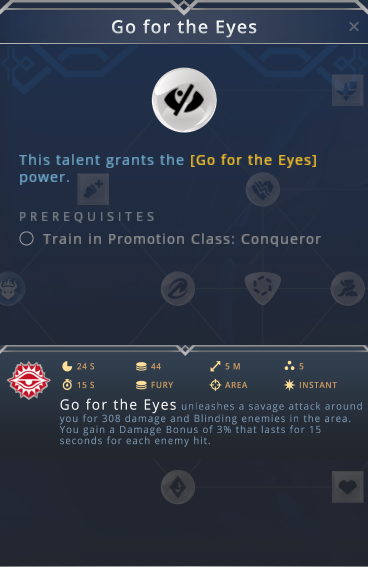 Go for the Eyes
This talent grants the [Go for the Eyes]
power.
PREREQUISITES
Train in Promotion Class: Conqueror
24 S 44 5 M 5
15 S FURY AREA INSTANT
Go for the Eyes unleashes a savage attack around
you for 308 damage and Blinding enemies in the area.
You gain a Damage Bonus of 3% that lasts for 15
seconds for each enemy hit.